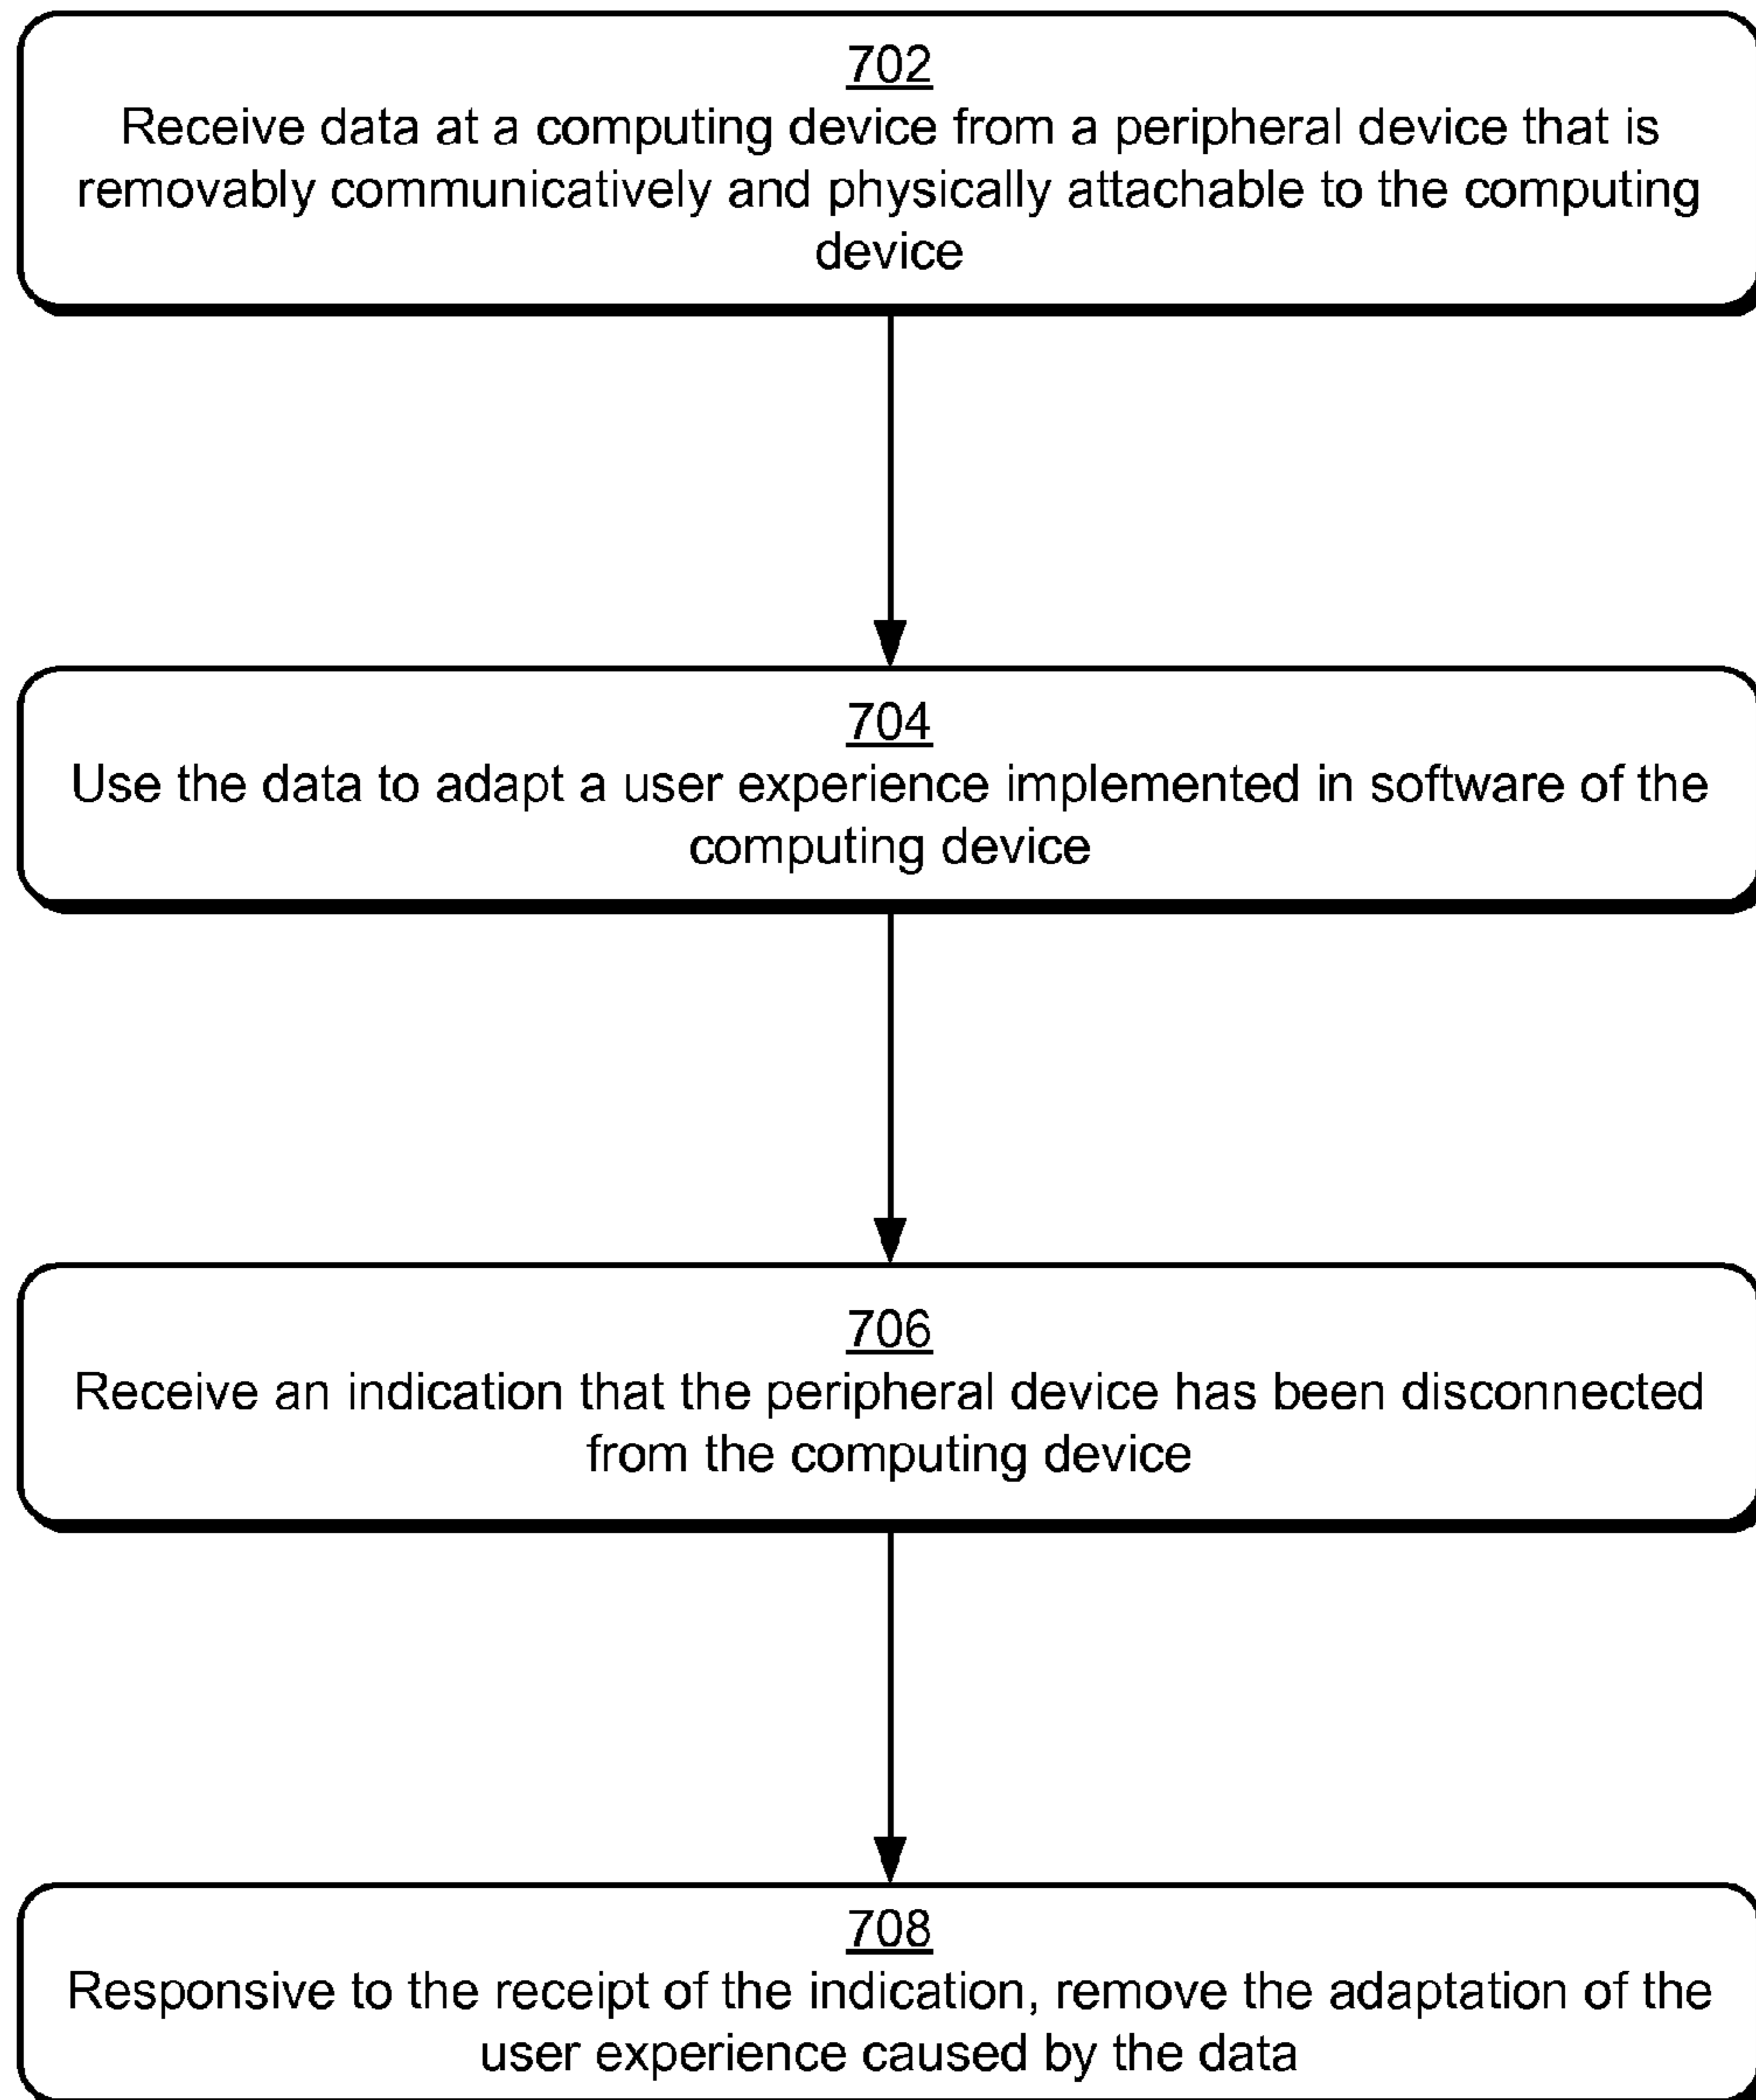 702
Receive data at a computing device from a peripheral device that is
removably communicatively and physically attachable to the computing
device
704
Use the data to adapt a user experience implemented in software of the
computing device
706
Receive an indication that the peripheral device has been disconnected
from the computing device
708
Responsive to the receipt of the indication, remove the adaptation of the
user experience caused by the data